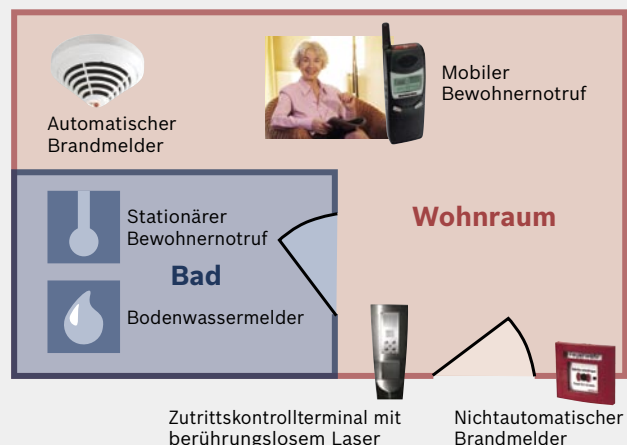 Automatischer
Brandmelder
Mobiler
Bewohnernotruf
Stationärer
Bewohnernotruf
Wohnraum
Bad
Bodenwassermelder
Zutrittskontrollterminal mit
berührungslosem Laser
Nichtautomatischer
Brandmelder